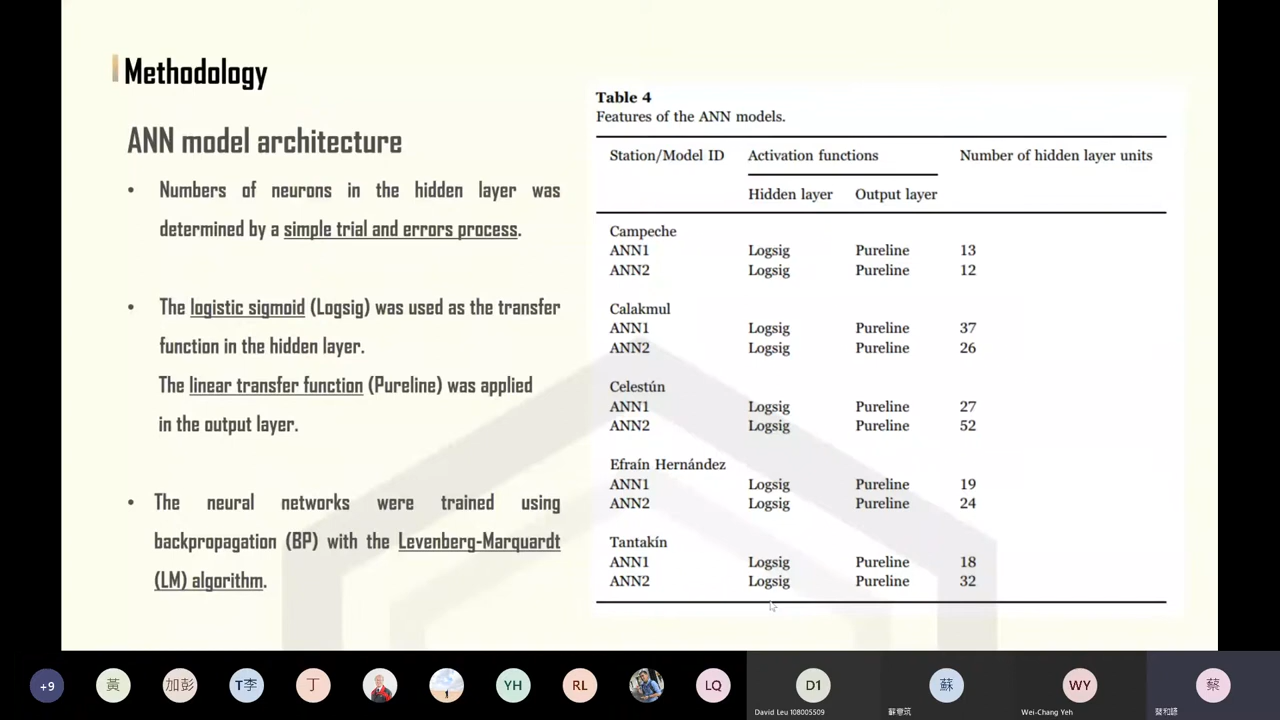 Methodology
ANN model architecture
• Numbers of neurons in the hidden layer was
determined by a simple trial and errors process.
• The logistic sigmoid (Logsig) was used as the transfer
function in the hidden layer.
The linear transfer function (Pureline) was applied
in the output layer.
• The neural networks were trained using
backpropagation (BP) with the Levenberg-Marquardt
(LM) algorithm.
Table 4
Features of the ANN models.
Station/Model ID Activation functions Number of hidden layer units
Hidden layer Output layer
Campeche
ANN1 Logsig Pureline 13
ANN2 Logsig Pureline 12
Calakmul
ANN1 Logsig Pureline 37
ANN2 Logsig Pureline 26
Celestún
ANN1 Logsig Pureline 27
ANN2 Logsig Pureline 52
Efraín Hernández
ANN1 Logsig Pureline 19
ANN2 Logsig Pureline 24
Tantakín
ANN1 Logsig Pureline 18
ANN2 Logsig Pureline 32
+9 黃 加彭 T李 丁 YH RL LQ D1 蘇 WY 蔡
David Leu 108005509 Wei-Chang Yeh